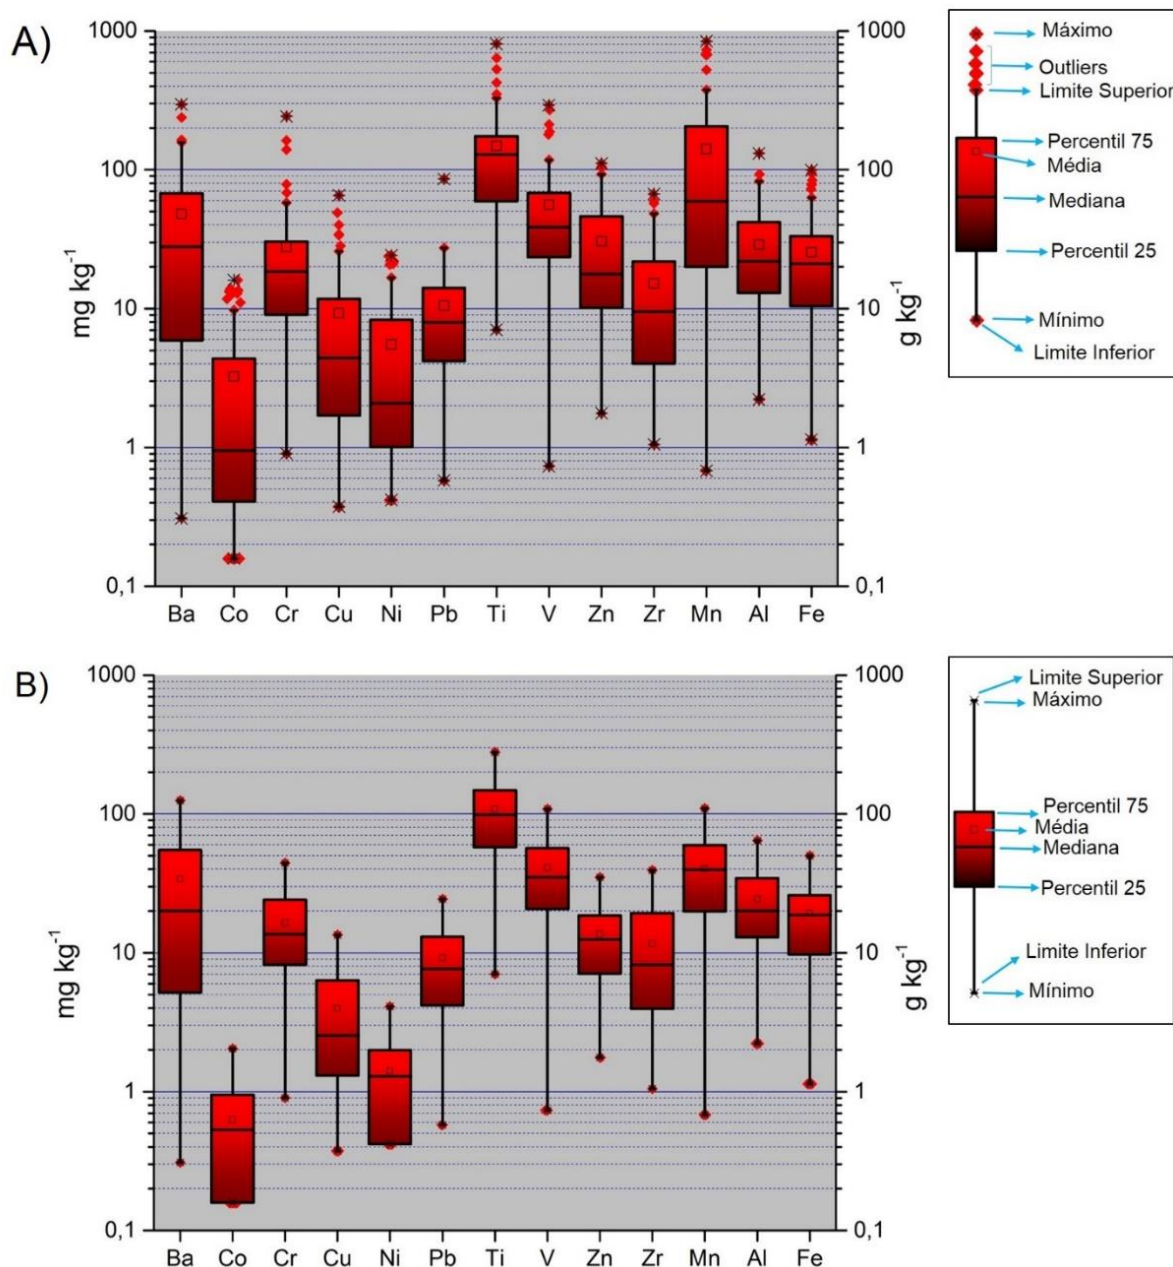 A)
1000
100
10
1
0,1
mg kg-1
1000
100
10
1
0,1
g kg-1
Ba Co Cr Cu Ni Pb Ti V Zn Zr Mn Al Fe
Máximo
Outliers
Limite Superior
Percentil 75
Média
Mediana
Percentil 25
Mínimo
Limite Inferior
B)
1000
100
10
1
0,1
mg kg-1
1000
100
10
1
0,1
g kg-1
Ba Co Cr Cu Ni Pb Ti V Zn Zr Mn Al Fe
Limite Superior
Máximo
Percentil 75
Média
Mediana
Percentil 25
Limite Inferior
Mínimo